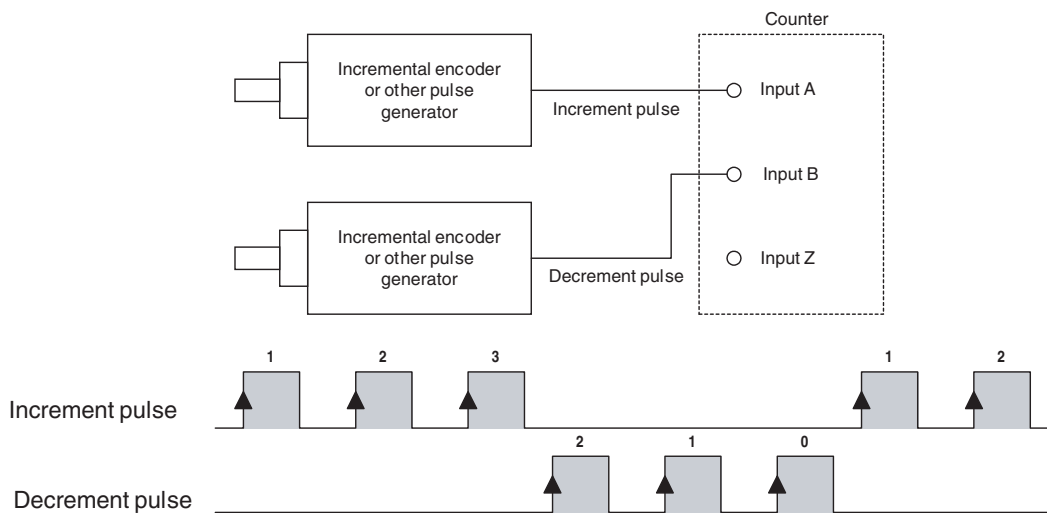 Counter
Incremental encoder
or other pulse
generator
Increment pulse
Input A
Input B
Incremental encoder
or other pulse
generator
Decrement pulse
Input Z
1 2 3 1 2
Increment pulse
2 1 0
Decrement pulse